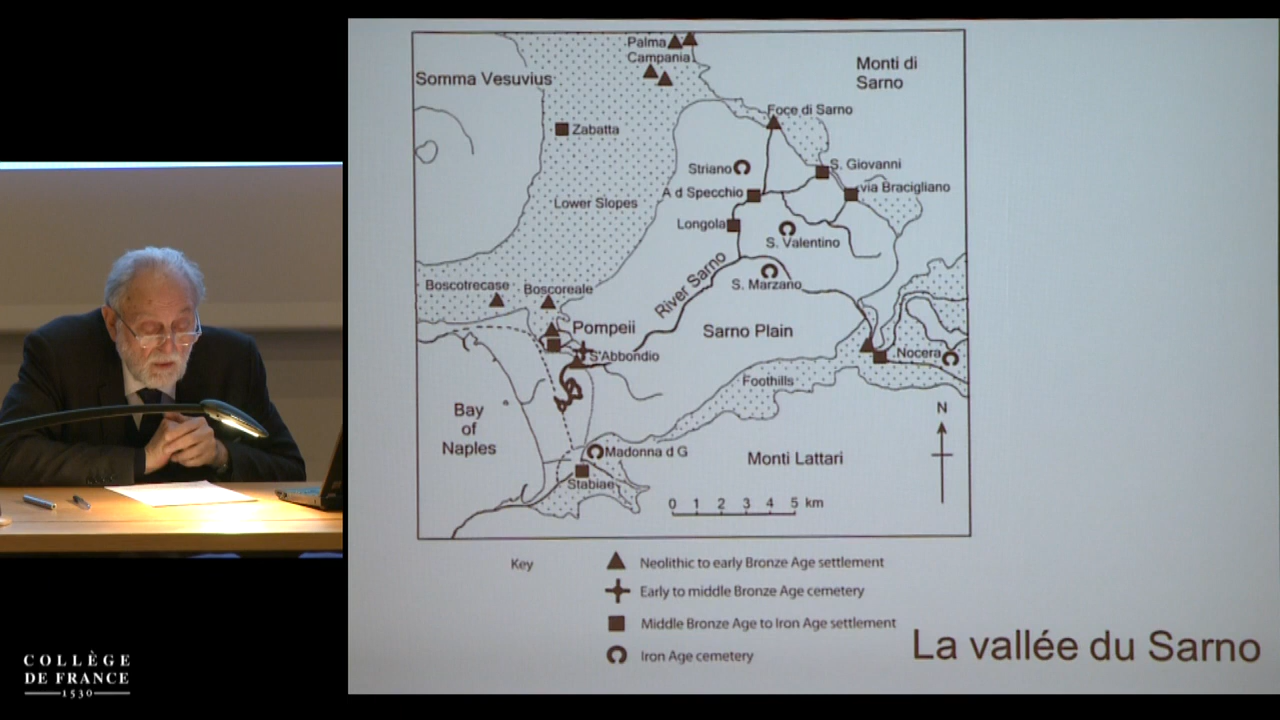 Palma
Campania
Monti di
Sarno
Somma Vesuvius
Foce di Sarno
Zabatta
Striano
S. Giovanni
A d Specchio
via Bracigliano
Lower Slopes
Longola
S. Valentino
River Sarno
S. Marzano
Boscotrecase
Boscoreale
Pompeii
Sarno Plain
S'Abbondio
Nocera
Foothills
Bay
of
Naples
N
Madonna d G
Monti Lattari
Stabiae
0 1 2 3 4 5 km
Key
Neolithic to early Bronze Age settlement
Early to middle Bronze Age cemetery
Middle Bronze Age to Iron Age settlement
Iron Age cemetery
La vallée du Sarno
COLLÈGE
DE FRANCE
1530